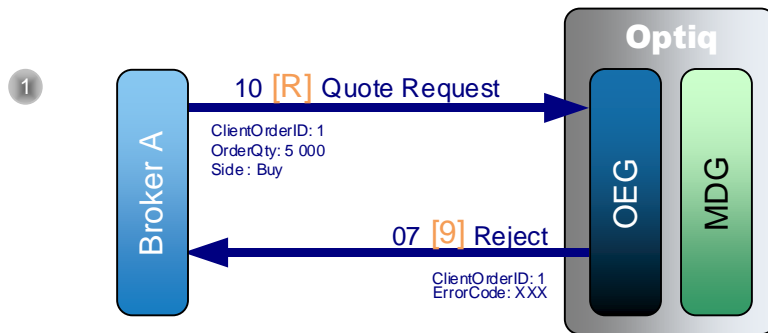 Optiq
1
10 [R] Quote Request
ClientOrderID: 1
OrderQty: 5 000
Side : Buy
Broker A
OEG
MDG
07 [9] Reject
ClientOrderID: 1
ErrorCode: XXX